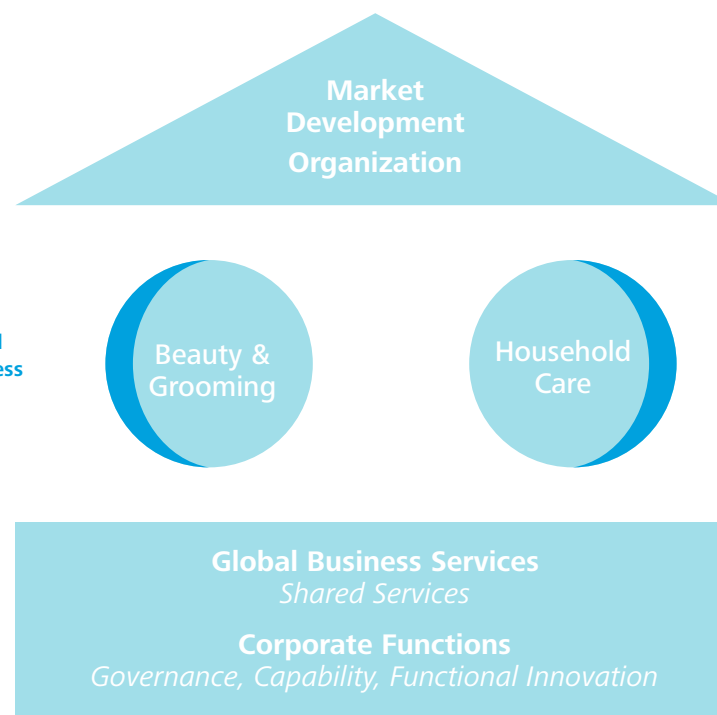 Market
Development
Organization
Beauty &
Grooming
Household
Care
Global Business Services
Shared Services
Corporate Functions
Governance, Capability, Functional Innovation